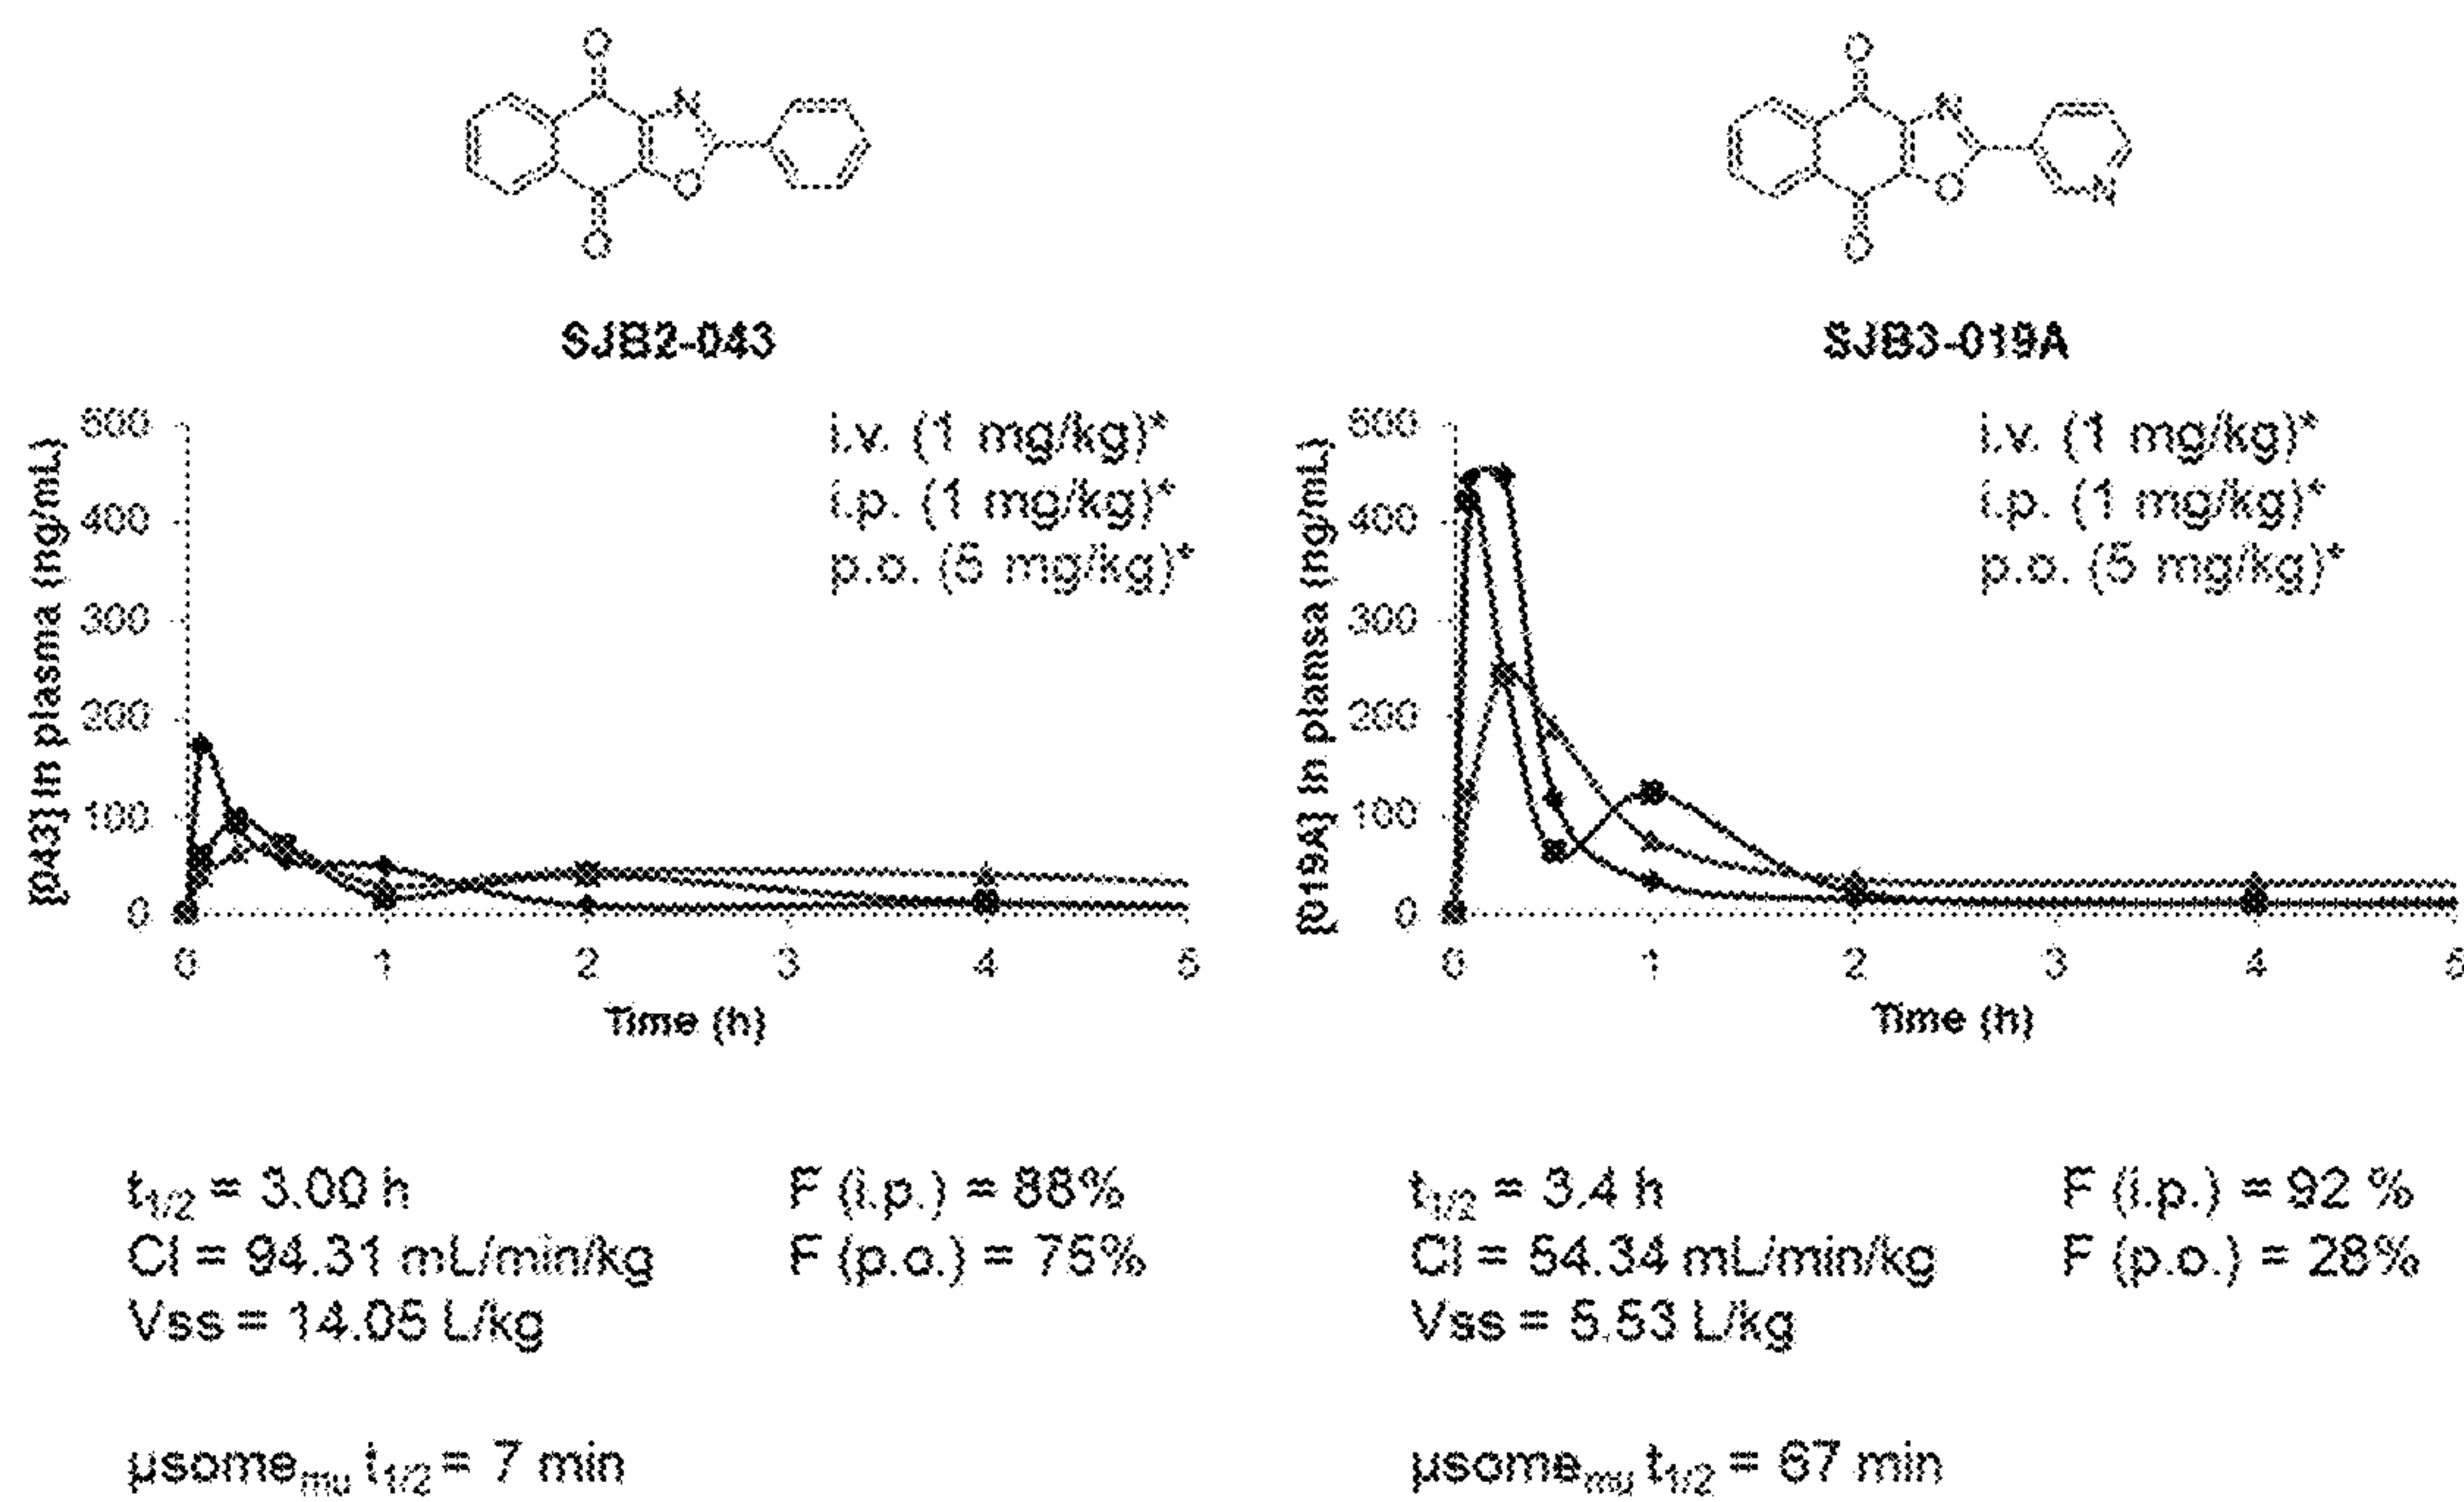 O
N
O
O
SJB2-043
O
N
O
N
O
SJB3-019A
[043] in plasma (ng/mL)
500
400
300
200
100
0
i.v. (1 mg/kg)*
i.p. (1 mg/kg)*
p.o. (5 mg/kg)*
0 1 2 3 4 5
Time (h)
[019A] in plamsa (ng/mL)
500
400
300
200
100
0
i.v. (1 mg/kg)*
i.p. (1 mg/kg)*
p.o. (5 mg/kg)*
0 1 2 3 4 5
Time (h)
t1/2 = 3.00 h
Cl = 94.31 mL/min/kg
Vss = 14.05 L/kg
F (i.p.) = 88%
F (p.o.) = 75%
µsomemu t1/2 = 7 min
t1/2 = 3.4 h
Cl = 54.34 mL/min/kg
Vss = 5.53 L/kg
F (i.p.) = 92 %
F (p.o.) = 28%
µsomemu t1/2 = 67 min